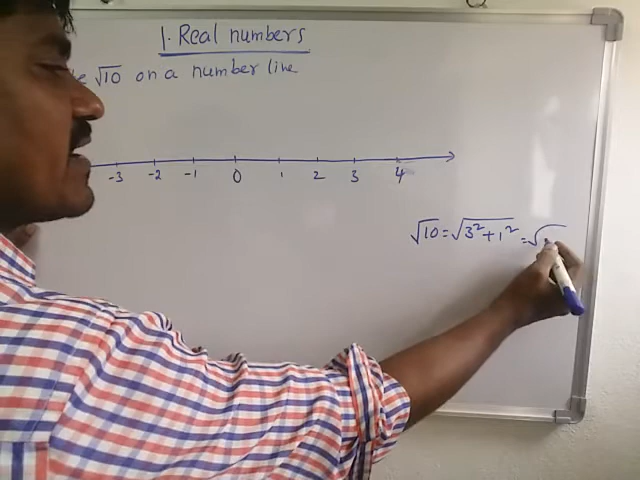 1. Real numbers
√10 on a number line
-3 -2 -1 0 1 2 3 4
√10 = √3² + 1² = √